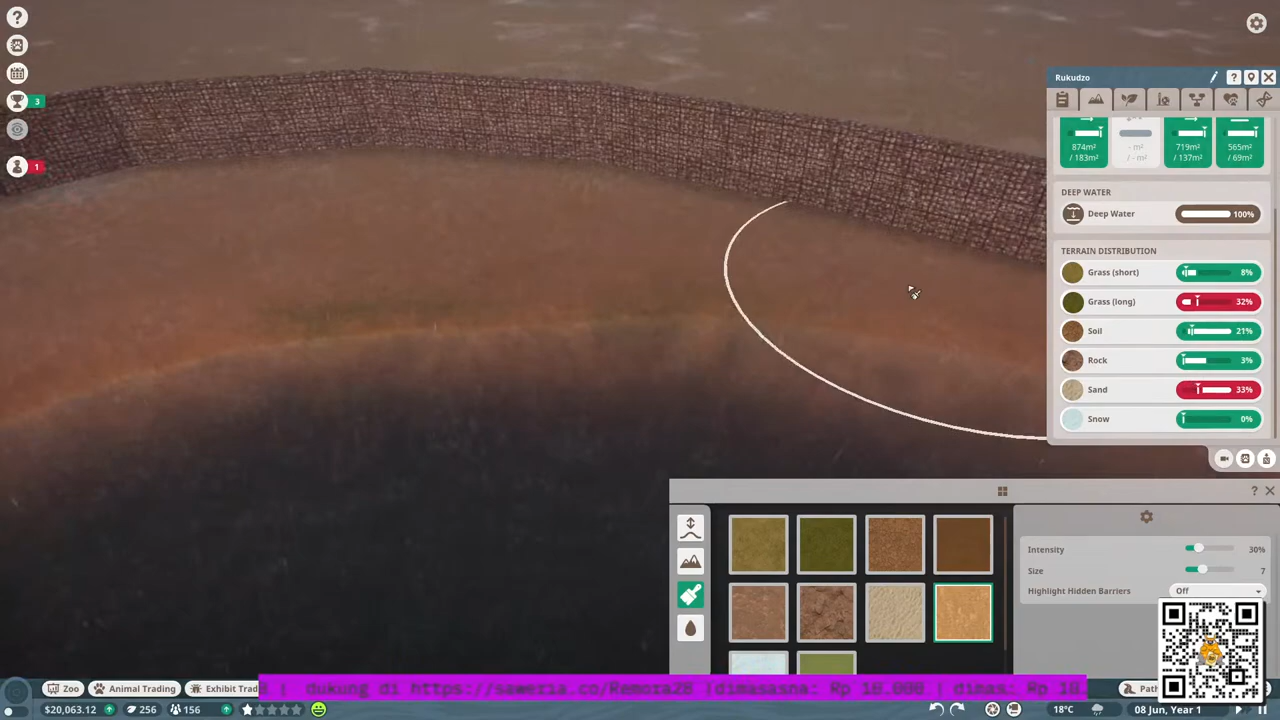 3
1
Rukudzo
874m²
/ 183m²
- m²
/ - m²
719m²
/ 137m²
565m²
/ 69m²
DEEP WATER
Deep Water 100%
TERRAIN DISTRIBUTION
Grass (short) 8%
Grass (long) 32%
Soil 21%
Rock 3%
Sand 33%
Snow 0%
Intensity 30%
Size 7
Highlight Hidden Barriers Off
Zoo
Animal Trading
Exhibit Trad
dukung di https://saweria.co/Remora28 |dimasasna: Rp 10.000 | dimas: Rp 10.
Path
$20,063.12
256
156
18°C
08 Jun, Year 1